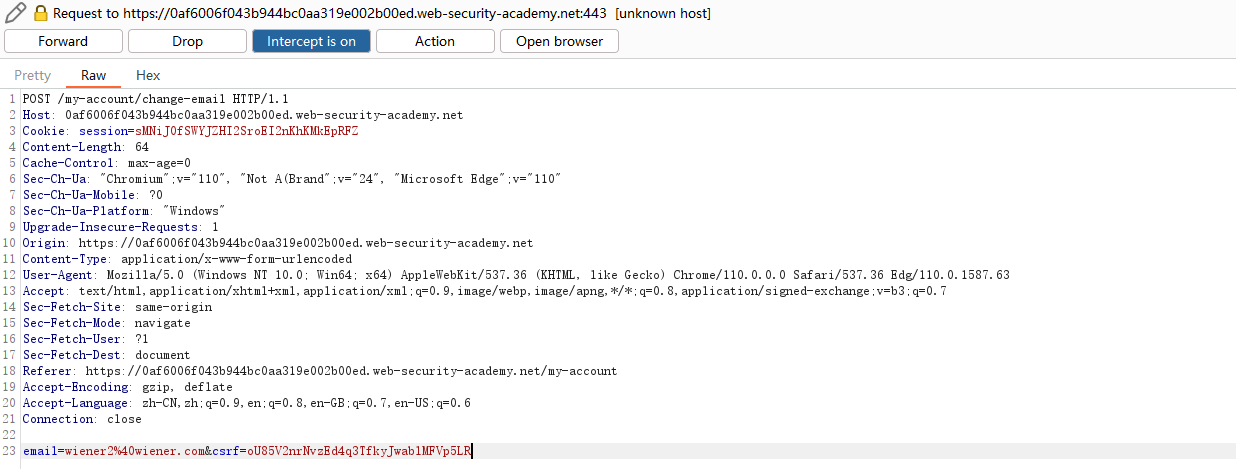 Request to https://0af6006f043b944bc0aa319e002b00ed.web-security-academy.net:443 [unknown host]
Forward Drop Intercept is on Action Open browser
Pretty Raw Hex
1 POST /my-account/change-email HTTP/1.1
2 Host: 0af6006f043b944bc0aa319e002b00ed.web-security-academy.net
3 Cookie: session=sMNiJ0fSWYJZHI2SroEI2nKhKMkEpRFZ
4 Content-Length: 64
5 Cache-Control: max-age=0
6 Sec-Ch-Ua: "Chromium";v="110", "Not A(Brand";v="24", "Microsoft Edge";v="110"
7 Sec-Ch-Ua-Mobile: ?0
8 Sec-Ch-Ua-Platform: "Windows"
9 Upgrade-Insecure-Requests: 1
10 Origin: https://0af6006f043b944bc0aa319e002b00ed.web-security-academy.net
11 Content-Type: application/x-www-form-urlencoded
12 User-Agent: Mozilla/5.0 (Windows NT 10.0; Win64; x64) AppleWebKit/537.36 (KHTML, like Gecko) Chrome/110.0.0.0 Safari/537.36 Edg/110.0.1587.63
13 Accept: text/html,application/xhtml+xml,application/xml;q=0.9,image/webp,image/apng,*/*;q=0.8,application/signed-exchange;v=b3;q=0.7
14 Sec-Fetch-Site: same-origin
15 Sec-Fetch-Mode: navigate
16 Sec-Fetch-User: ?1
17 Sec-Fetch-Dest: document
18 Referer: https://0af6006f043b944bc0aa319e002b00ed.web-security-academy.net/my-account
19 Accept-Encoding: gzip, deflate
20 Accept-Language: zh-CN,zh;q=0.9,en;q=0.8,en-GB;q=0.7,en-US;q=0.6
21 Connection: close
22
23 email=wiener2%40wiener.com&csrf=oU85V2nrNvzEd4q3TfkyJwablMFVp5LR